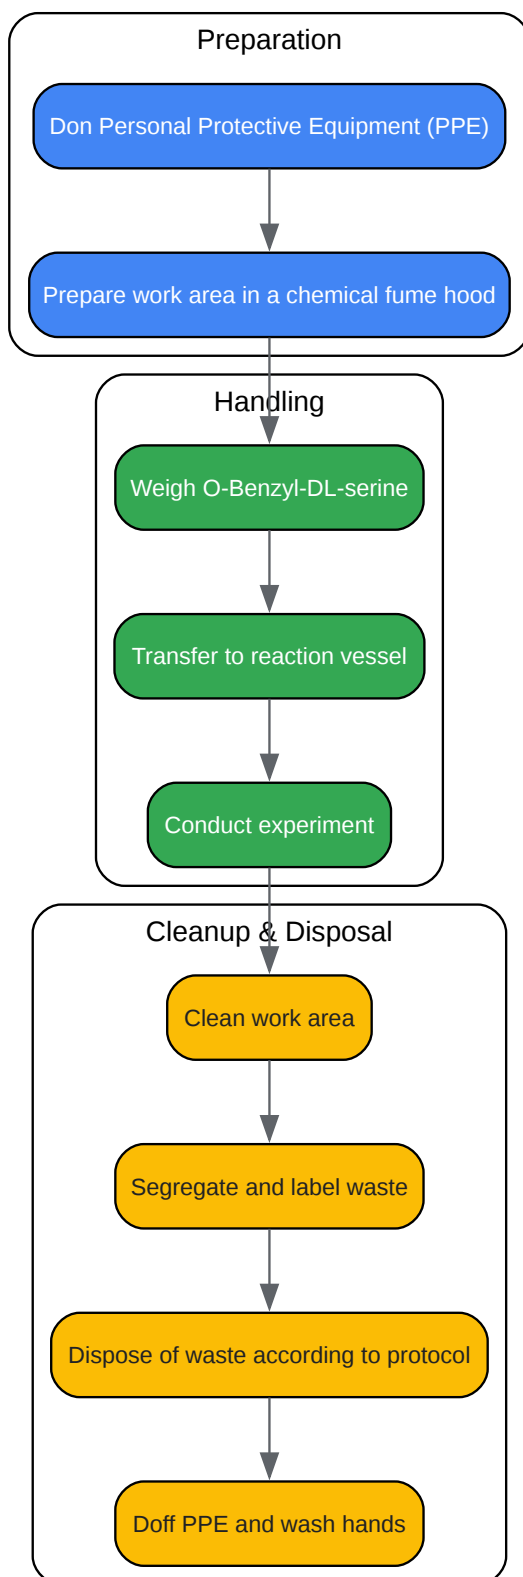 Preparation
Don Personal Protective Equipment (PPE)
Prepare work area in a chemical fume hood
Handling
Weigh O-Benzyl-DL-serine
Transfer to reaction vessel
Conduct experiment
Cleanup & Disposal
Clean work area
Segregate and label waste
Dispose of waste according to protocol
Doff PPE and wash hands